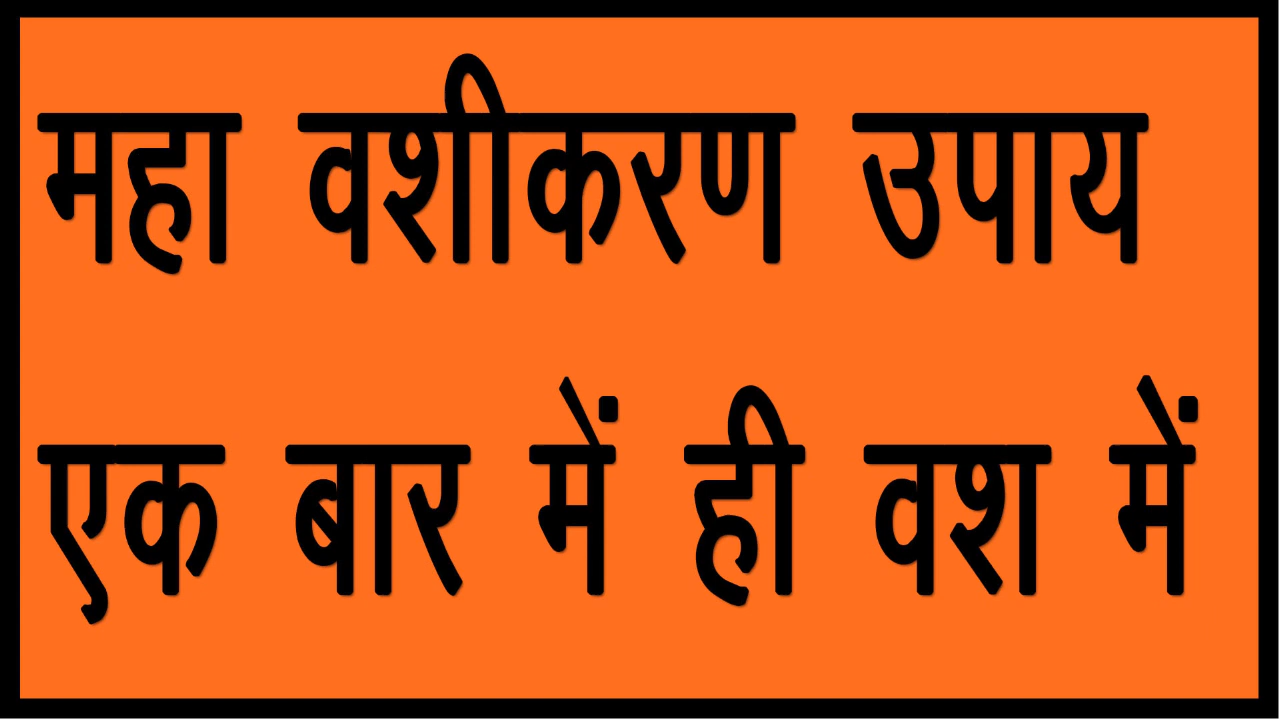 महा वशीकरण उपाय
एक बार में ही वश में